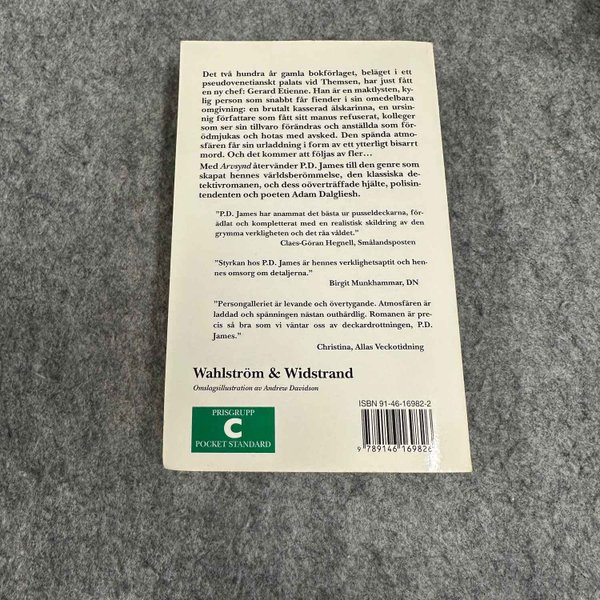 Det två hundra år gamla bokförlaget, beläget i ett
pseudovenetianskt palats vid Themsen, har just fått
en ny chef: Gerard Etienne. Han är en maktlysten, ky-
lig person som snabbt får fiender i sin omedelbara
omgivning: en brutalt kasserad älskarinna, en ursin-
nig författare som fått sitt manus refuserat, kolleger
som ser sin tillvaro förändras och anställda som för-
ödmjukas och hotas med avsked. Den spända atmo-
sfären får sin urladdning i form av ett ytterligt bisarrt
mord. Och det kommer att följas av fler...
Med Arvsynd återvänder P.D. James till den genre som
skapat hennes världsberömmelse, den klassiska de-
tektivromanen, och dess oöverträffade hjälte, polisin-
tendenten och poeten Adam Dalgliesh.
"P.D. James har anammat det bästa ur pusseldeckarna, för-
ädlat och kompletterat med en realistisk skildring av den
grymma verkligheten och det råa våldet."
Claes-Göran Hegnell, Smålandsposten
"Styrkan hos P.D. James är hennes verklighetsaptit och hen-
nes omsorg om detaljerna."
Birgit Munkhammar, DN
"Persongalleriet är levande och övertygande. Atmosfären är
laddad och spänningen nästan outhärdlig. Romanen är pre-
cis så bra som vi väntar oss av deckardrottningen, P.D.
James."
Christina, Allas Veckotidning
Wahlström & Widstrand
Omslagsillustration av Andrew Davidson
PRISGRUPP
C
POCKET STANDARD
ISBN 91-46-16982-2
9 789146 169826